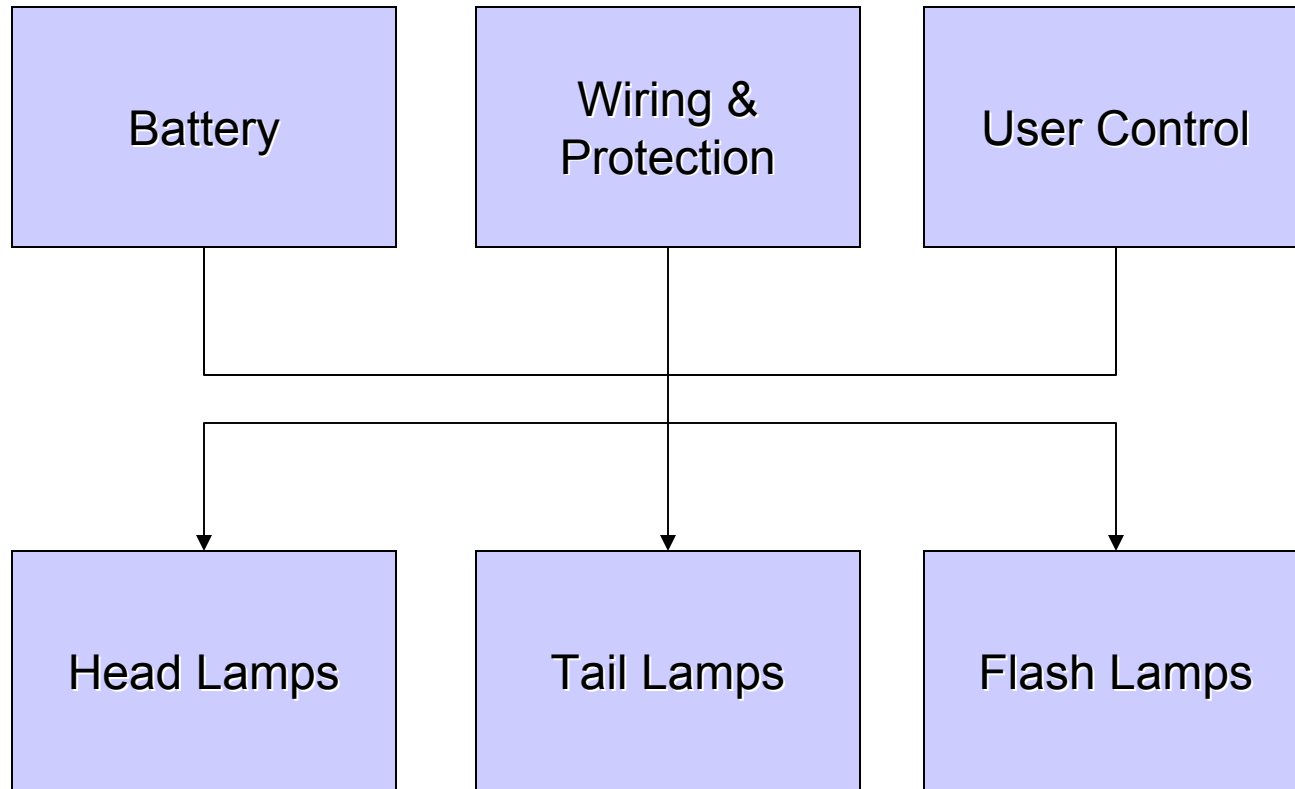 Battery
Wiring &
Protection
User Control
Head Lamps
Tail Lamps
Flash Lamps